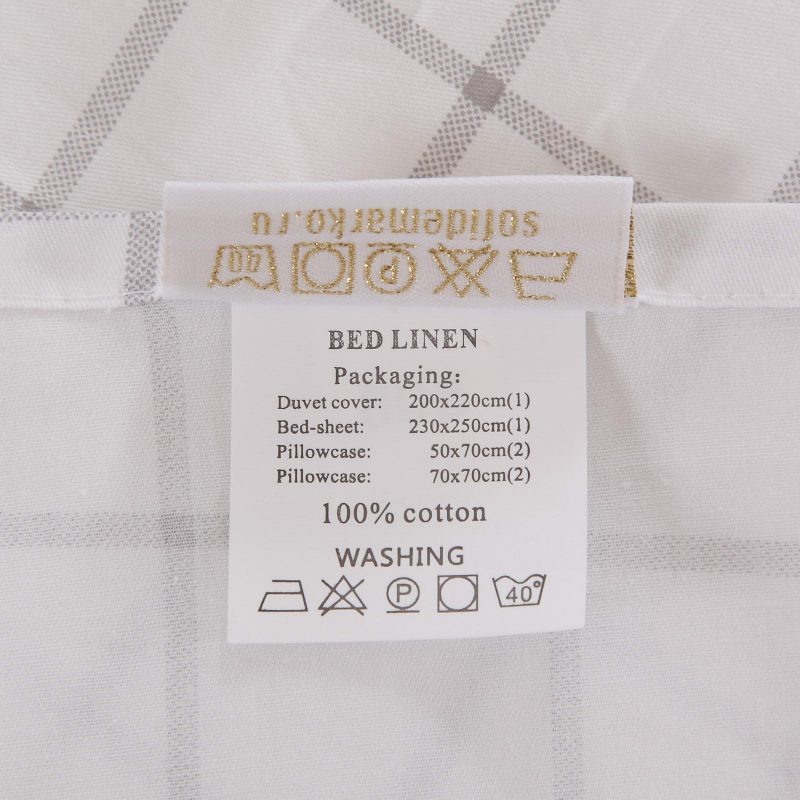 sofidemarko.ru
40 P
BED LINEN
Packaging:
Duvet cover: 200x220cm(1)
Bed-sheet: 230x250cm(1)
Pillowcase: 50x70cm(2)
Pillowcase: 70x70cm(2)
100% cotton
WASHING
P 40°